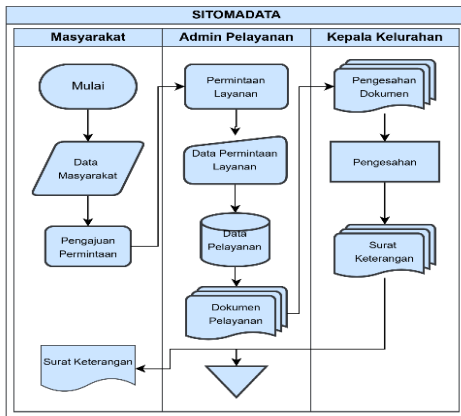 SITOMADATA
Masyarakat
Admin Pelayanan
Kepala Kelurahan
Mulai
Data
Masyarakat
Pengajuan
Permintaan
Surat Keterangan
Permintaan
Layanan
Data Permintaan
Layanan
Data
Pelayanan
Dokumen
Pelayanan
Pengesahan
Dokumen
Pengesahan
Surat
Keterangan